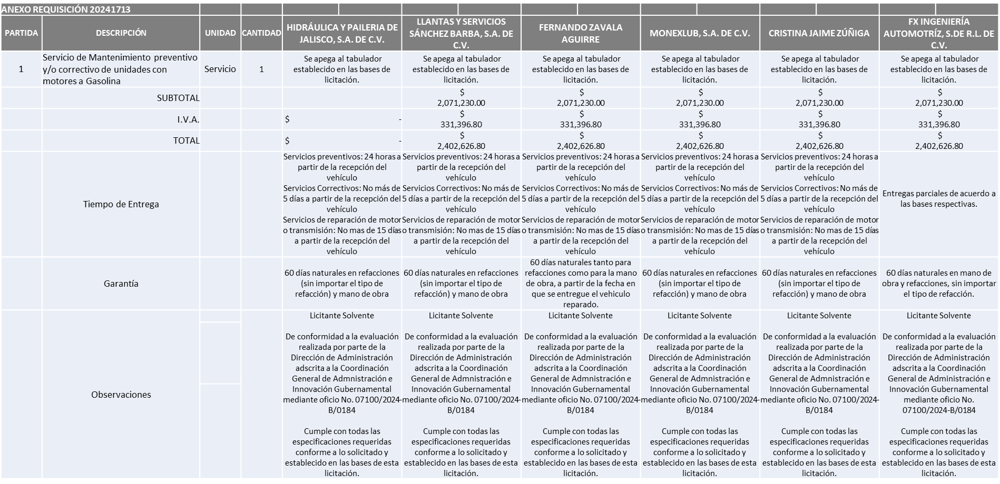 ANEXO REQUISICIÓN 20241713
PARTIDA
DESCRIPCIÓN
UNIDAD
CANTIDAD
HIDRÁULICA Y PAILERIA DE
JALISCO, S.A. DE C.V.
LLANTAS Y SERVICIOS
SÁNCHEZ BARBA, S.A. DE
C.V.
FERNANDO ZAVALA
AGUIRRE
MONEXLUB, S.A. DE C.V.
CRISTINA JAIME ZÚÑIGA
FX INGENIERÍA
AUTOMOTRÍZ, S.DE R.L. DE
C.V.
1
Servicio de Mantenimiento preventivo
y/o correctivo de unidades con
motores a Gasolina
Servicio
1
Se apega al tabulador
establecido en las bases de
licitación.
Se apega al tabulador
establecido en las bases de
licitación.
Se apega al tabulador
establecido en las bases de
licitación.
Se apega al tabulador
establecido en las bases de
licitación.
Se apega al tabulador
establecido en las bases de
licitación.
Se apega al tabulador
establecido en las bases de
licitación.
SUBTOTAL
$
2,071,230.00
$
2,071,230.00
$
2,071,230.00
$
2,071,230.00
$
2,071,230.00
I.V.A.
$ -
$
331,396.80
$
331,396.80
$
331,396.80
$
331,396.80
$
331,396.80
TOTAL
$ -
$
2,402,626.80
$
2,402,626.80
$
2,402,626.80
$
2,402,626.80
$
2,402,626.80
Tiempo de Entrega
Servicios preventivos: 24 horas a
partir de la recepción del
vehículo
Servicios Correctivos: No más de
5 días a partir de la recepción del
vehículo
Servicios de reparación de motor
o transmisión: No mas de 15 días
a partir de la recepción del
vehículo
Servicios preventivos: 24 horas a
partir de la recepción del
vehículo
Servicios Correctivos: No más de
5 días a partir de la recepción del
vehículo
Servicios de reparación de motor
o transmisión: No mas de 15 días
a partir de la recepción del
vehículo
Servicios preventivos: 24 horas a
partir de la recepción del
vehículo
Servicios Correctivos: No más de
5 días a partir de la recepción del
vehículo
Servicios de reparación de motor
o transmisión: No mas de 15 días
a partir de la recepción del
vehículo
Servicios preventivos: 24 horas a
partir de la recepción del
vehículo
Servicios Correctivos: No más de
5 días a partir de la recepción del
vehículo
Servicios de reparación de motor
o transmisión: No mas de 15 días
a partir de la recepción del
vehículo
Servicios preventivos: 24 horas a
partir de la recepción del
vehículo
Servicios Correctivos: No más de
5 días a partir de la recepción del
vehículo
Servicios de reparación de motor
o transmisión: No mas de 15 días
a partir de la recepción del
vehículo
Entregas parciales de acuerdo a
las bases respectivas.
Garantía
60 días naturales en refacciones
(sin importar el tipo de
refacción) y mano de obra
60 días naturales en refacciones
(sin importar el tipo de
refacción) y mano de obra
60 días naturales tanto para
refacciones como para la mano
de obra, a partir de la fecha en
que se entregue el vehiculo
reparado.
60 días naturales en refacciones
(sin importar el tipo de
refacción) y mano de obra
60 días naturales en refacciones
(sin importar el tipo de
refacción) y mano de obra
60 días naturales en mano de
obra y refacciones, sin importar
el tipo de refacción.
Observaciones
Licitante Solvente
De conformidad a la evaluación
realizada por parte de la
Dirección de Administración
adscrita a la Coordinación
General de Admnistración e
Innovación Gubernamental
mediante oficio No. 07100/2024-
B/0184
Cumple con todas las
especificaciones requeridas
conforme a lo solicitado y
establecido en las bases de esta
licitación.
Licitante Solvente
De conformidad a la evaluación
realizada por parte de la
Dirección de Administración
adscrita a la Coordinación
General de Admnistración e
Innovación Gubernamental
mediante oficio No. 07100/2024-
B/0184
Cumple con todas las
especificaciones requeridas
conforme a lo solicitado y
establecido en las bases de esta
licitación.
Licitante Solvente
De conformidad a la evaluación
realizada por parte de la
Dirección de Administración
adscrita a la Coordinación
General de Admnistración e
Innovación Gubernamental
mediante oficio No. 07100/2024-
B/0184
Cumple con todas las
especificaciones requeridas
conforme a lo solicitado y
establecido en las bases de esta
licitación.
Licitante Solvente
De conformidad a la evaluación
realizada por parte de la
Dirección de Administración
adscrita a la Coordinación
General de Admnistración e
Innovación Gubernamental
mediante oficio No. 07100/2024-
B/0184
Cumple con todas las
especificaciones requeridas
conforme a lo solicitado y
establecido en las bases de esta
licitación.
Licitante Solvente
De conformidad a la evaluación
realizada por parte de la
Dirección de Administración
adscrita a la Coordinación
General de Admnistración e
Innovación Gubernamental
mediante oficio No. 07100/2024-
B/0184
Cumple con todas las
especificaciones requeridas
conforme a lo solicitado y
establecido en las bases de esta
licitación.
Licitante Solvente
De conformidad a la evaluación
realizada por parte de la
Dirección de Administración
adscrita a la Coordinación
General de Admnistración e
Innovación Gubernamental
mediante oficio No.
07100/2024-B/0184
Cumple con todas las
especificaciones requeridas
conforme a lo solicitado y
establecido en las bases de esta
licitación.